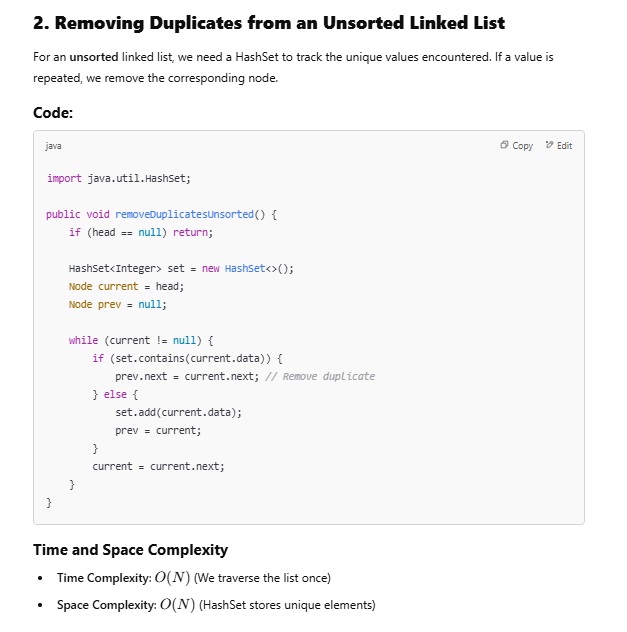 2. Removing Duplicates from an Unsorted Linked List
For an unsorted linked list, we need a HashSet to track the unique values encountered. If a value is
repeated, we remove the corresponding node.
Code:
java Copy Edit
import java.util.HashSet;
public void removeDuplicatesUnsorted() {
    if (head == null) return;
    HashSet<Integer> set = new HashSet<>();
    Node current = head;
    Node prev = null;
    while (current != null) {
        if (set.contains(current.data)) {
            prev.next = current.next; // Remove duplicate
        } else {
            set.add(current.data);
            prev = current;
        }
        current = current.next;
    }
}
Time and Space Complexity
• Time Complexity: O(N) (We traverse the list once)
• Space Complexity: O(N) (HashSet stores unique elements)